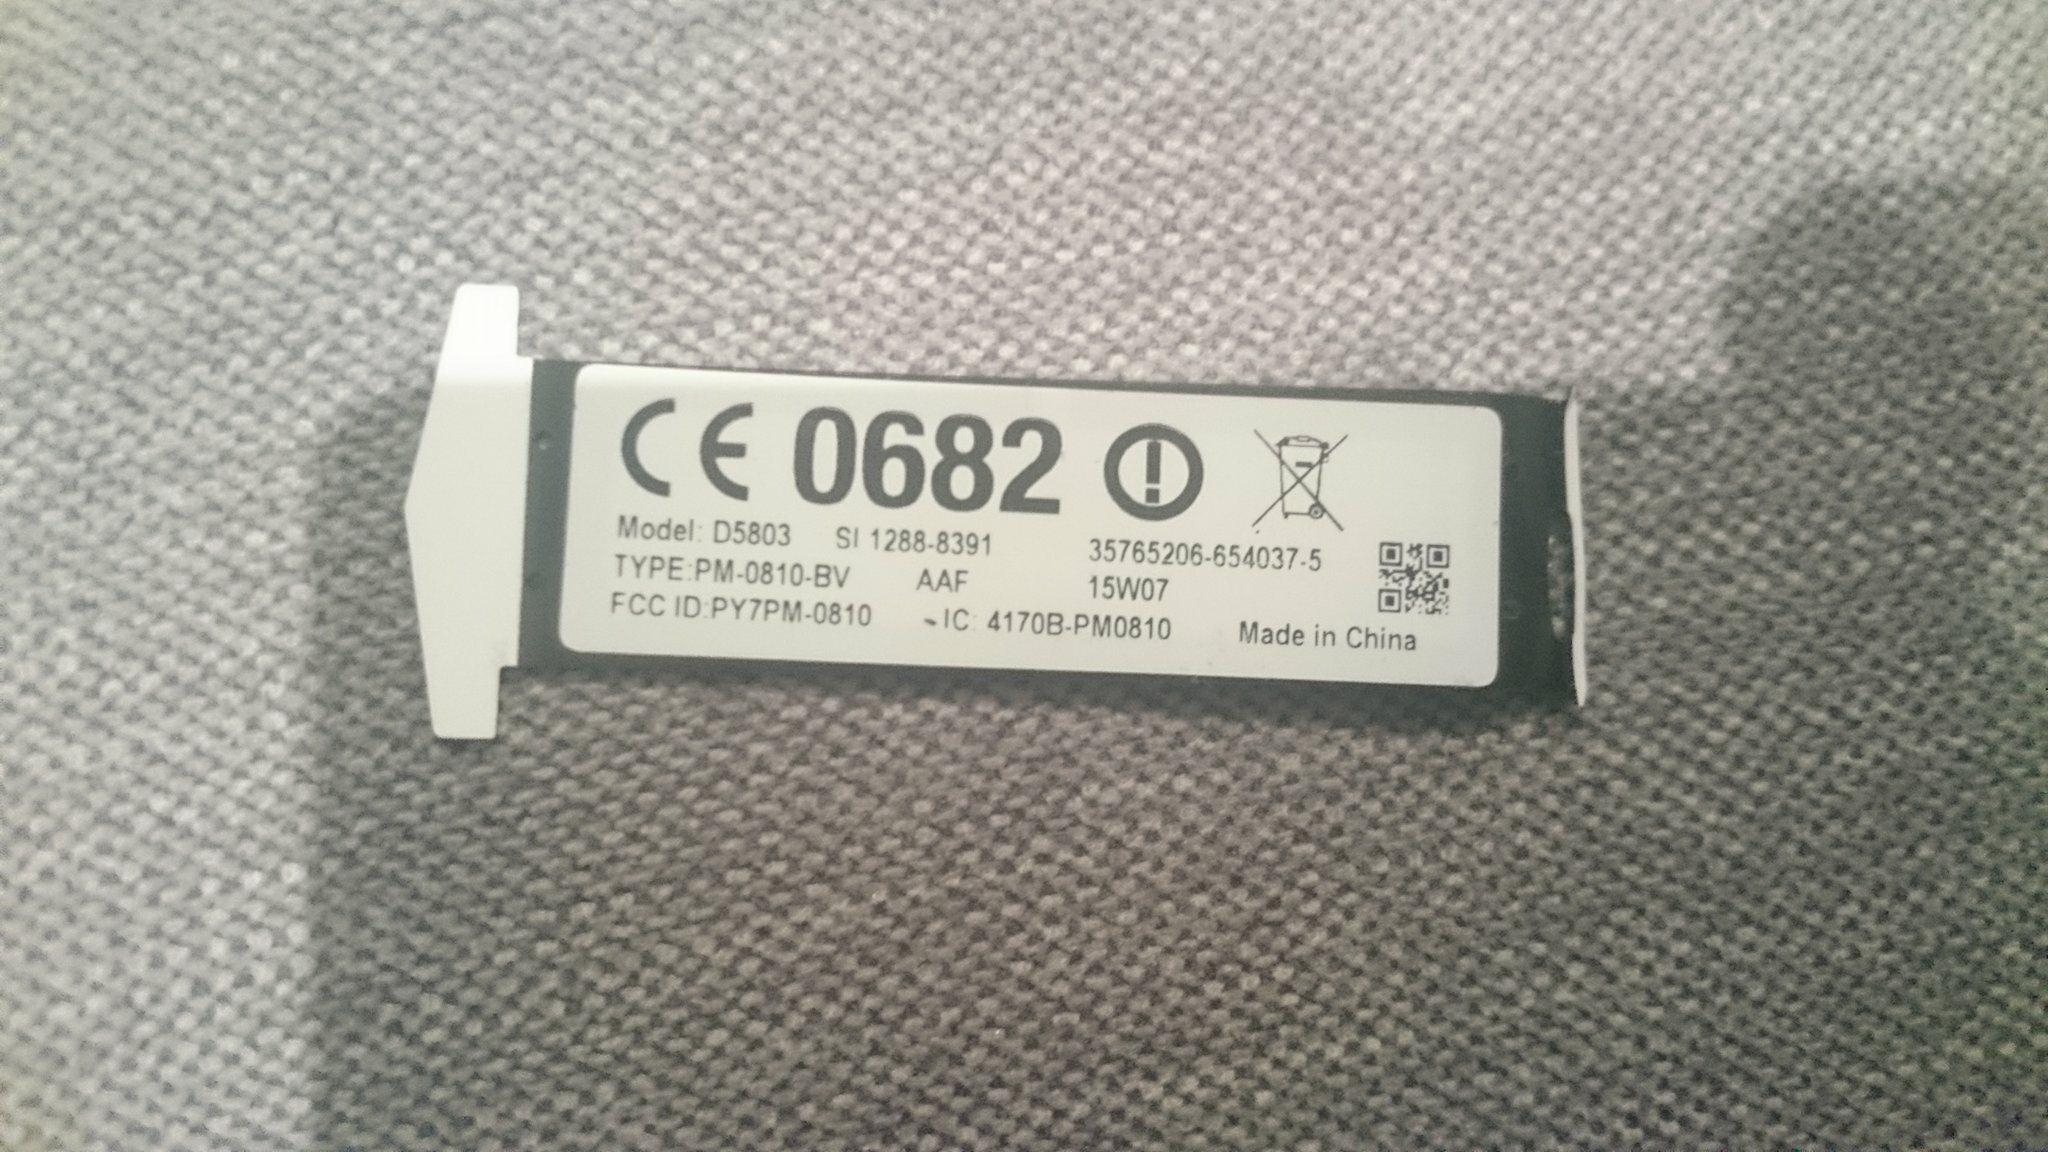 CE 0682
Model: D5803 SI 1288-8391 35765206-654037-5
TYPE:PM-0810-BV AAF 15W07
FCC ID:PY7PM-0810 IC: 4170B-PM0810 Made in China